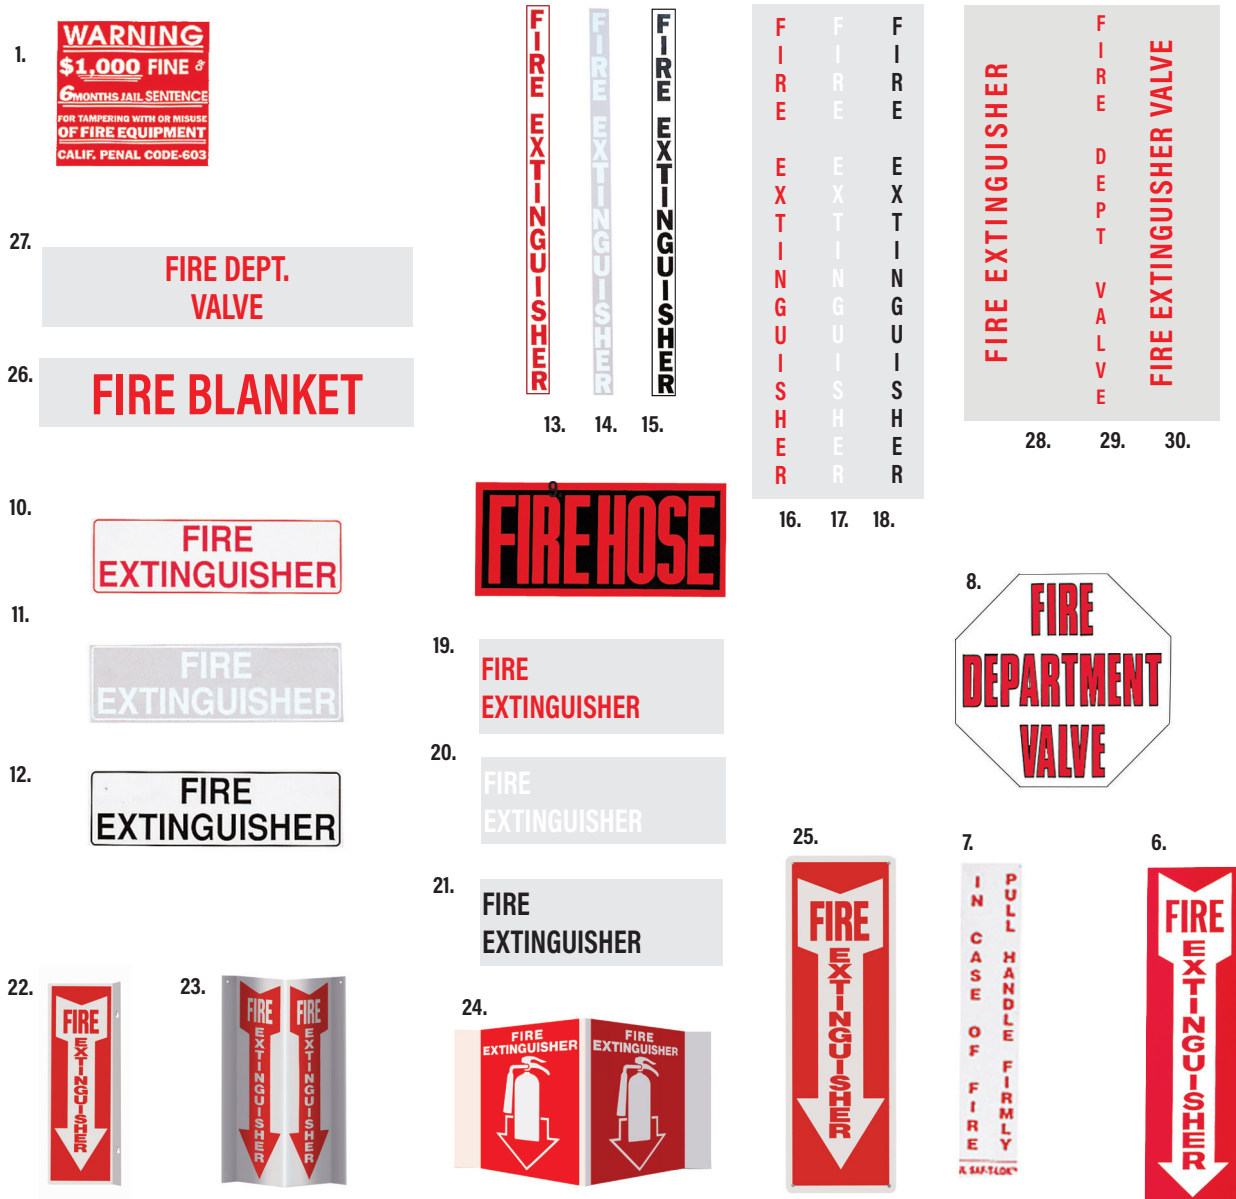 1.
WARNING
$1,000 FINE &
6 MONTHS JAIL SENTENCE
FOR TAMPERING WITH OR MISUSE
OF FIRE EQUIPMENT
CALIF. PENAL CODE-603
27.
FIRE DEPT.
VALVE
26.
FIRE BLANKET
FIRE EXTINGUISHER
FIRE EXTINGUISHER
FIRE EXTINGUISHER
13. 14. 15.
FIRE EXTINGUISHER
FIRE EXTINGUISHER
FIRE EXTINGUISHER
16. 17. 18.
FIRE EXTINGUISHER
FIRE DEPT VALVE
FIRE EXTINGUISHER VALVE
28. 29. 30.
10.
FIRE
EXTINGUISHER
11.
FIRE
EXTINGUISHER
12.
FIRE
EXTINGUISHER
9.
FIRE HOSE
19.
FIRE
EXTINGUISHER
20.
FIRE
EXTINGUISHER
21.
FIRE
EXTINGUISHER
8.
FIRE
DEPARTMENT
VALVE
22.
FIRE
EXTINGUISHER
23.
FIRE
EXTINGUISHER
FIRE
EXTINGUISHER
24.
FIRE
EXTINGUISHER
FIRE
EXTINGUISHER
25.
FIRE
EXTINGUISHER
7.
IN CASE OF FIRE
PULL HANDLE FIRMLY
SAF-T-LOK™
6.
FIRE
EXTINGUISHER